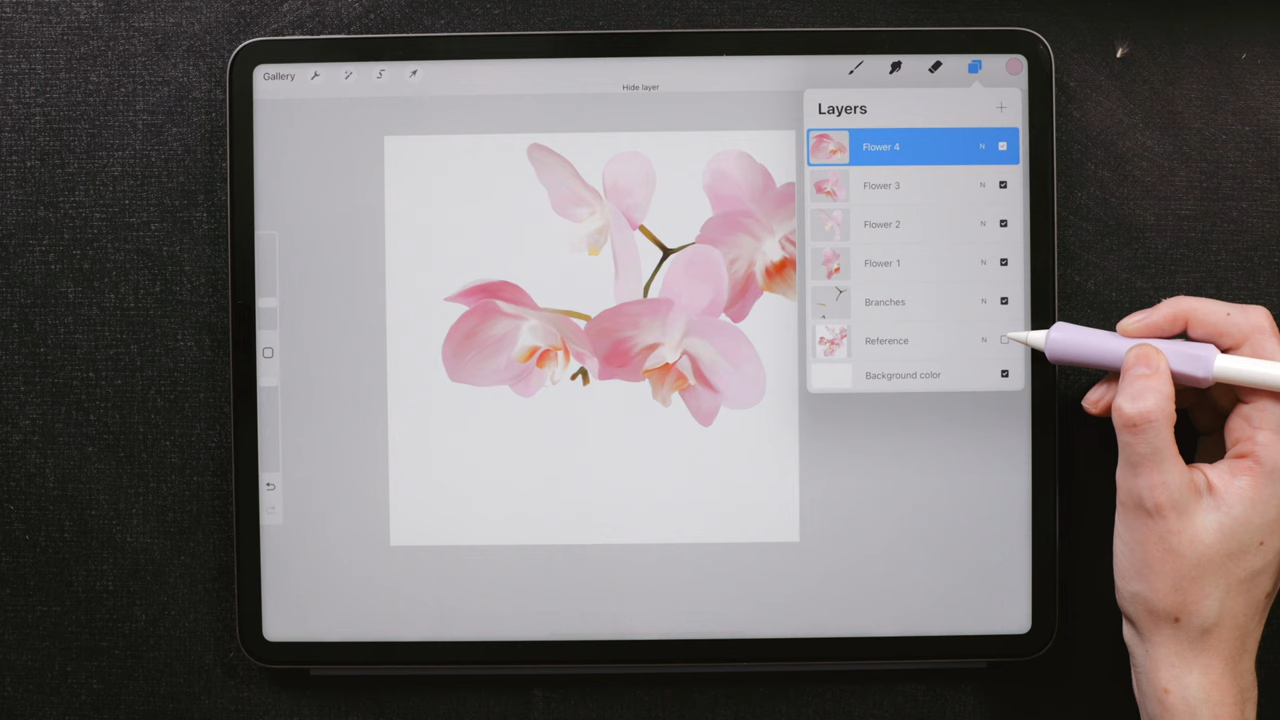 Gallery
Hide layer
Layers
Flower 4 N
Flower 3 N
Flower 2 N
Flower 1 N
Branches N
Reference N
Background color